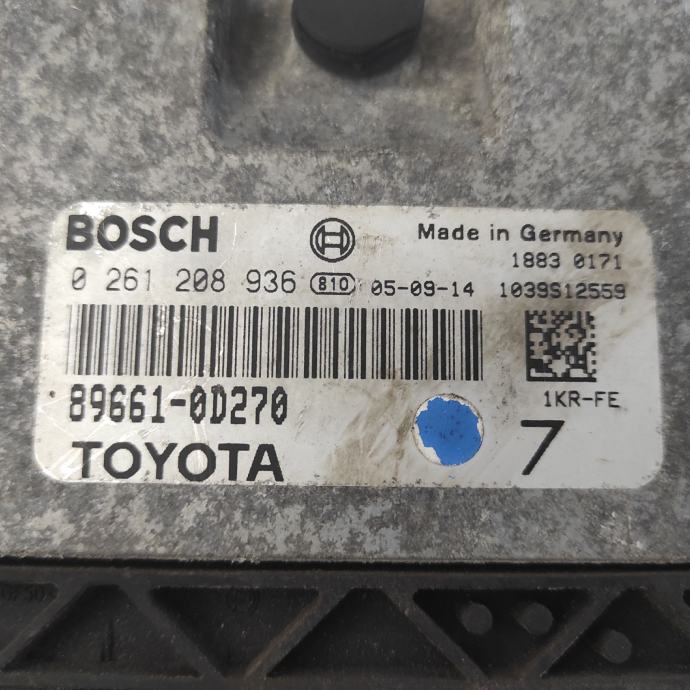 BOSCH Made in Germany
1883 0171
0 261 208 936 810 05-09-14 1039S12559
1KR-FE
89661-0D270
TOYOTA 7